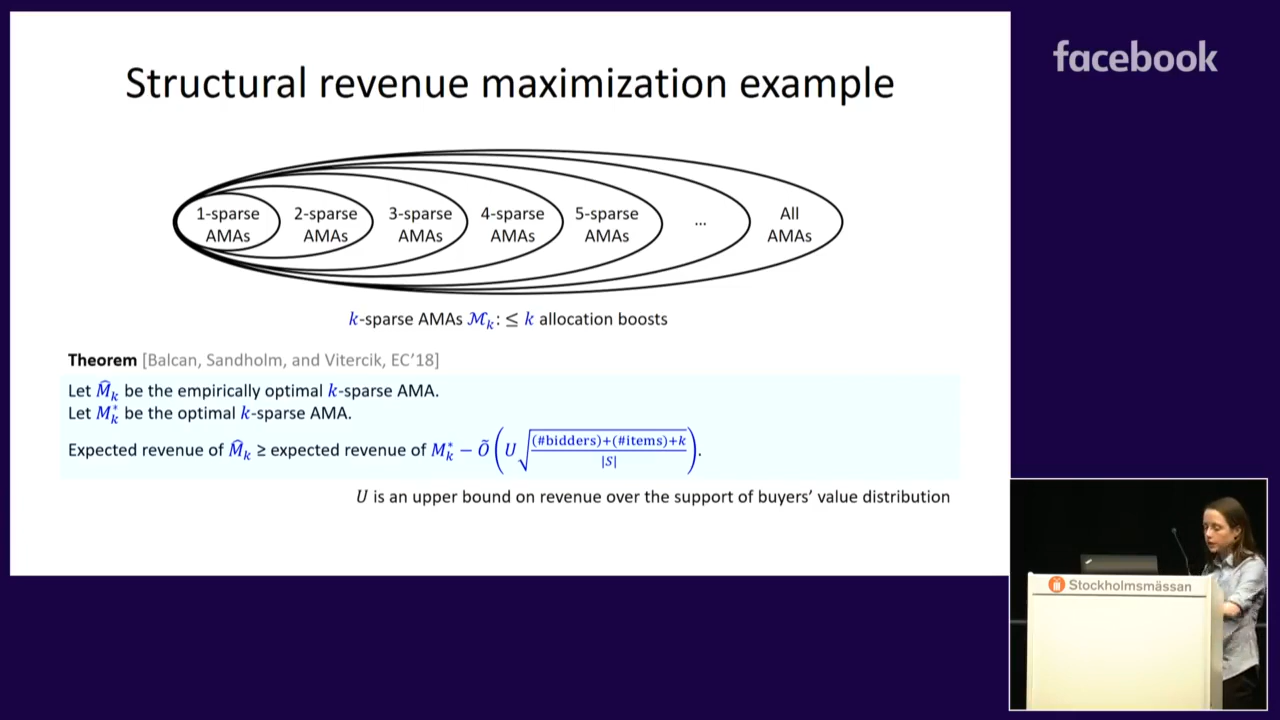 facebook
Structural revenue maximization example
1-sparse AMAs
2-sparse AMAs
3-sparse AMAs
4-sparse AMAs
5-sparse AMAs
...
All AMAs
k-sparse AMAs ℳₖ: ≤ k allocation boosts
Theorem [Balcan, Sandholm, and Vitercik, EC'18]
Let M̂ₖ be the empirically optimal k-sparse AMA.
Let M*ₖ be the optimal k-sparse AMA.
Expected revenue of M̂ₖ ≥ expected revenue of M*ₖ − Õ(U√((#bidders)+(#items)+k / |S|)).
U is an upper bound on revenue over the support of buyers' value distribution
Stockholmsmässan